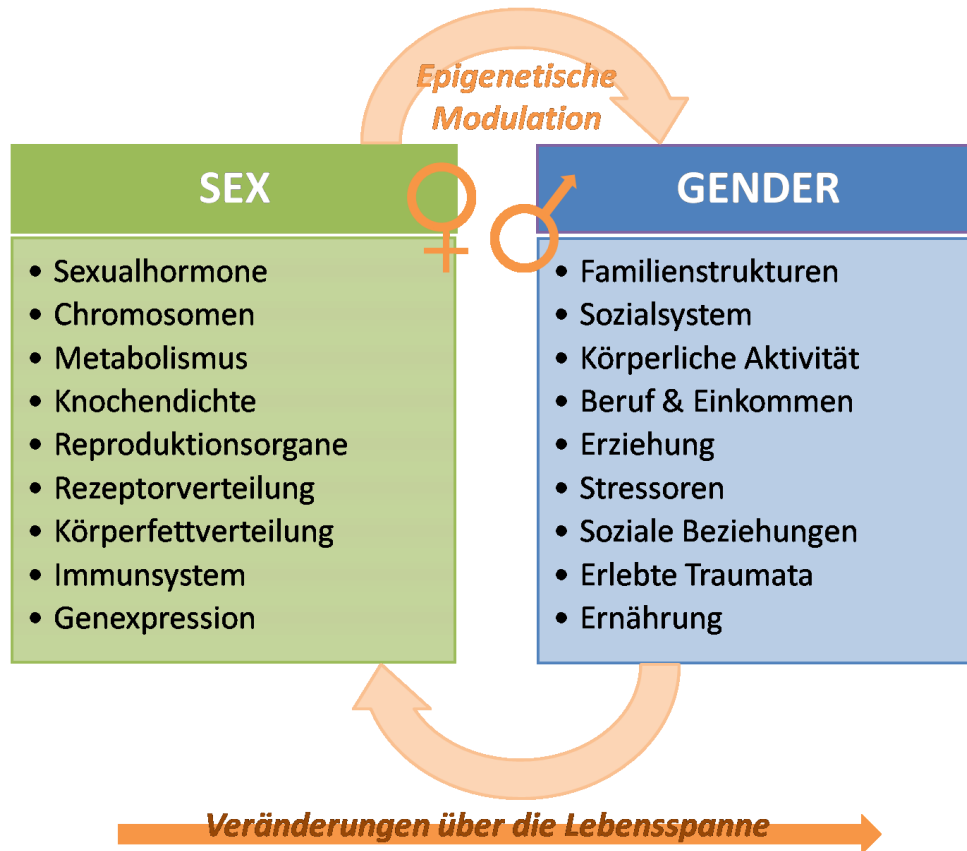 Epigenetische
Modulation
SEX
• Sexualhormone
• Chromosomen
• Metabolismus
• Knochendichte
• Reproduktionsorgane
• Rezeptorverteilung
• Körperfettverteilung
• Immunsystem
• Genexpression
GENDER
• Familienstrukturen
• Sozialsystem
• Körperliche Aktivität
• Beruf & Einkommen
• Erziehung
• Stressoren
• Soziale Beziehungen
• Erlebte Traumata
• Ernährung
Veränderungen über die Lebensspanne